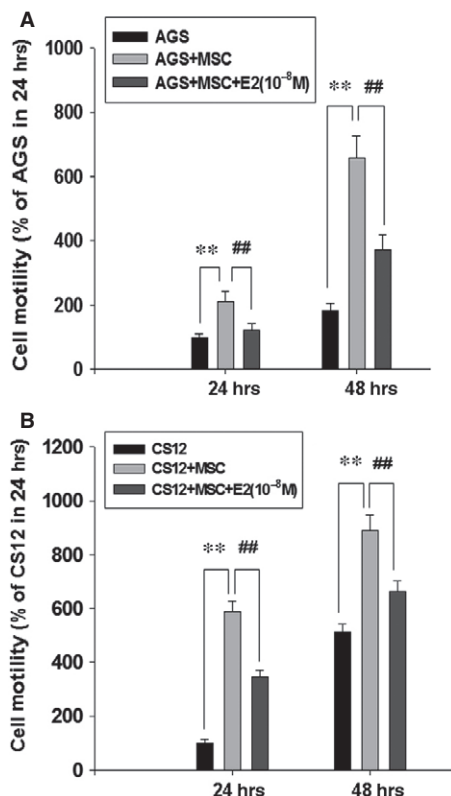 A
AGS
AGS+MSC
AGS+MSC+E2(10⁻⁸M)
Cell motility (% of AGS in 24 hrs)
1000
800
600
400
200
0
** ##
** ##
24 hrs 48 hrs
B
CS12
CS12+MSC
CS12+MSC+E2(10⁻⁸M)
Cell motility (% of CS12 in 24 hrs)
1200
1000
800
600
400
200
0
** ##
** ##
24 hrs 48 hrs